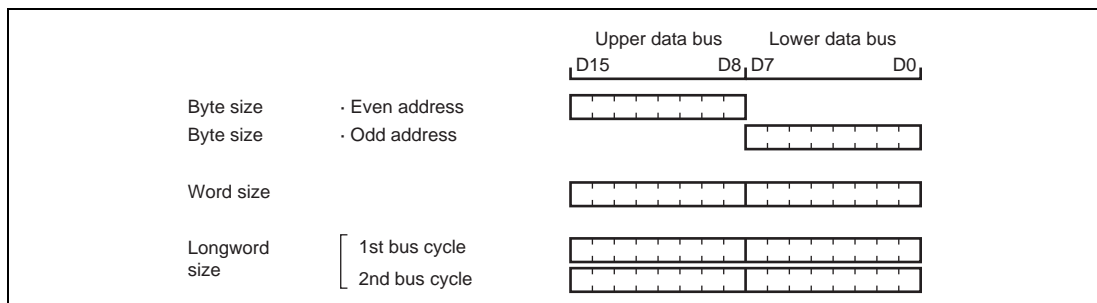 Upper data bus Lower data bus
D15 D8 D7 D0
Byte size · Even address
Byte size · Odd address
Word size
Longword size
1st bus cycle
2nd bus cycle